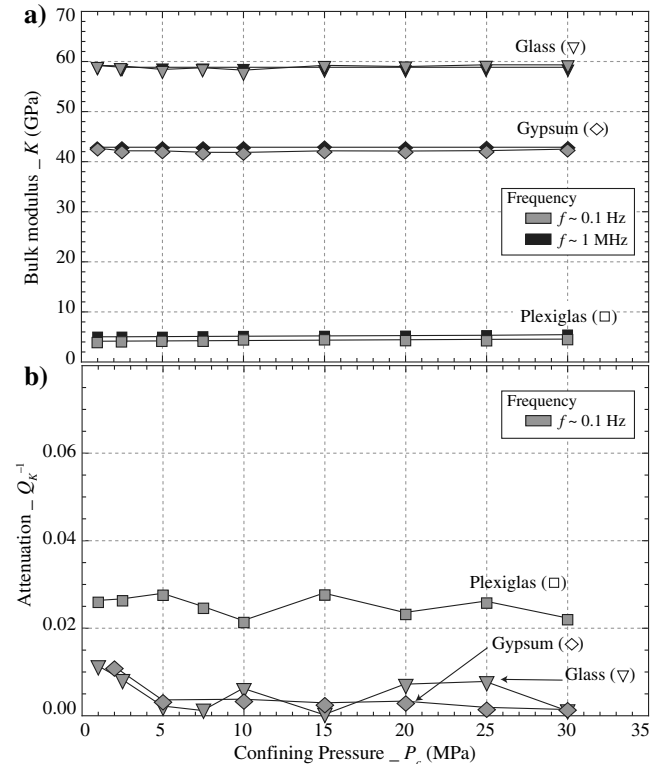 a)
70
60
50
40
30
20
10
0
Bulk modulus _ K (GPa)
Glass (▽)
Gypsum (◇)
Frequency
f ~ 0.1 Hz
f ~ 1 MHz
Plexiglas (□)
b)
Frequency
f ~ 0.1 Hz
0.06
0.04
0.02
0.00
Attenuation _ Q_K^-1
Plexiglas (□)
Gypsum (◇)
Glass (▽)
0 5 10 15 20 25 30 35
Confining Pressure _ P_c (MPa)